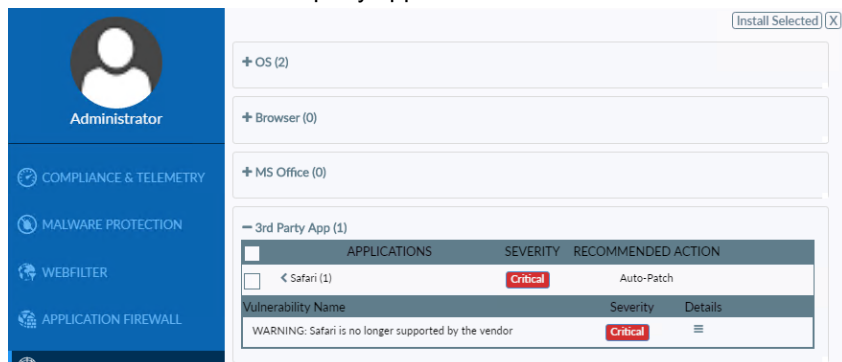 Install Selected X
Administrator
COMPLIANCE & TELEMETRY
MALWARE PROTECTION
WEBFILTER
APPLICATION FIREWALL
+ OS (2)
+ Browser (0)
+ MS Office (0)
− 3rd Party App (1)
APPLICATIONS SEVERITY RECOMMENDED ACTION
Safari (1) Critical Auto-Patch
Vulnerability Name Severity Details
WARNING: Safari is no longer supported by the vendor Critical